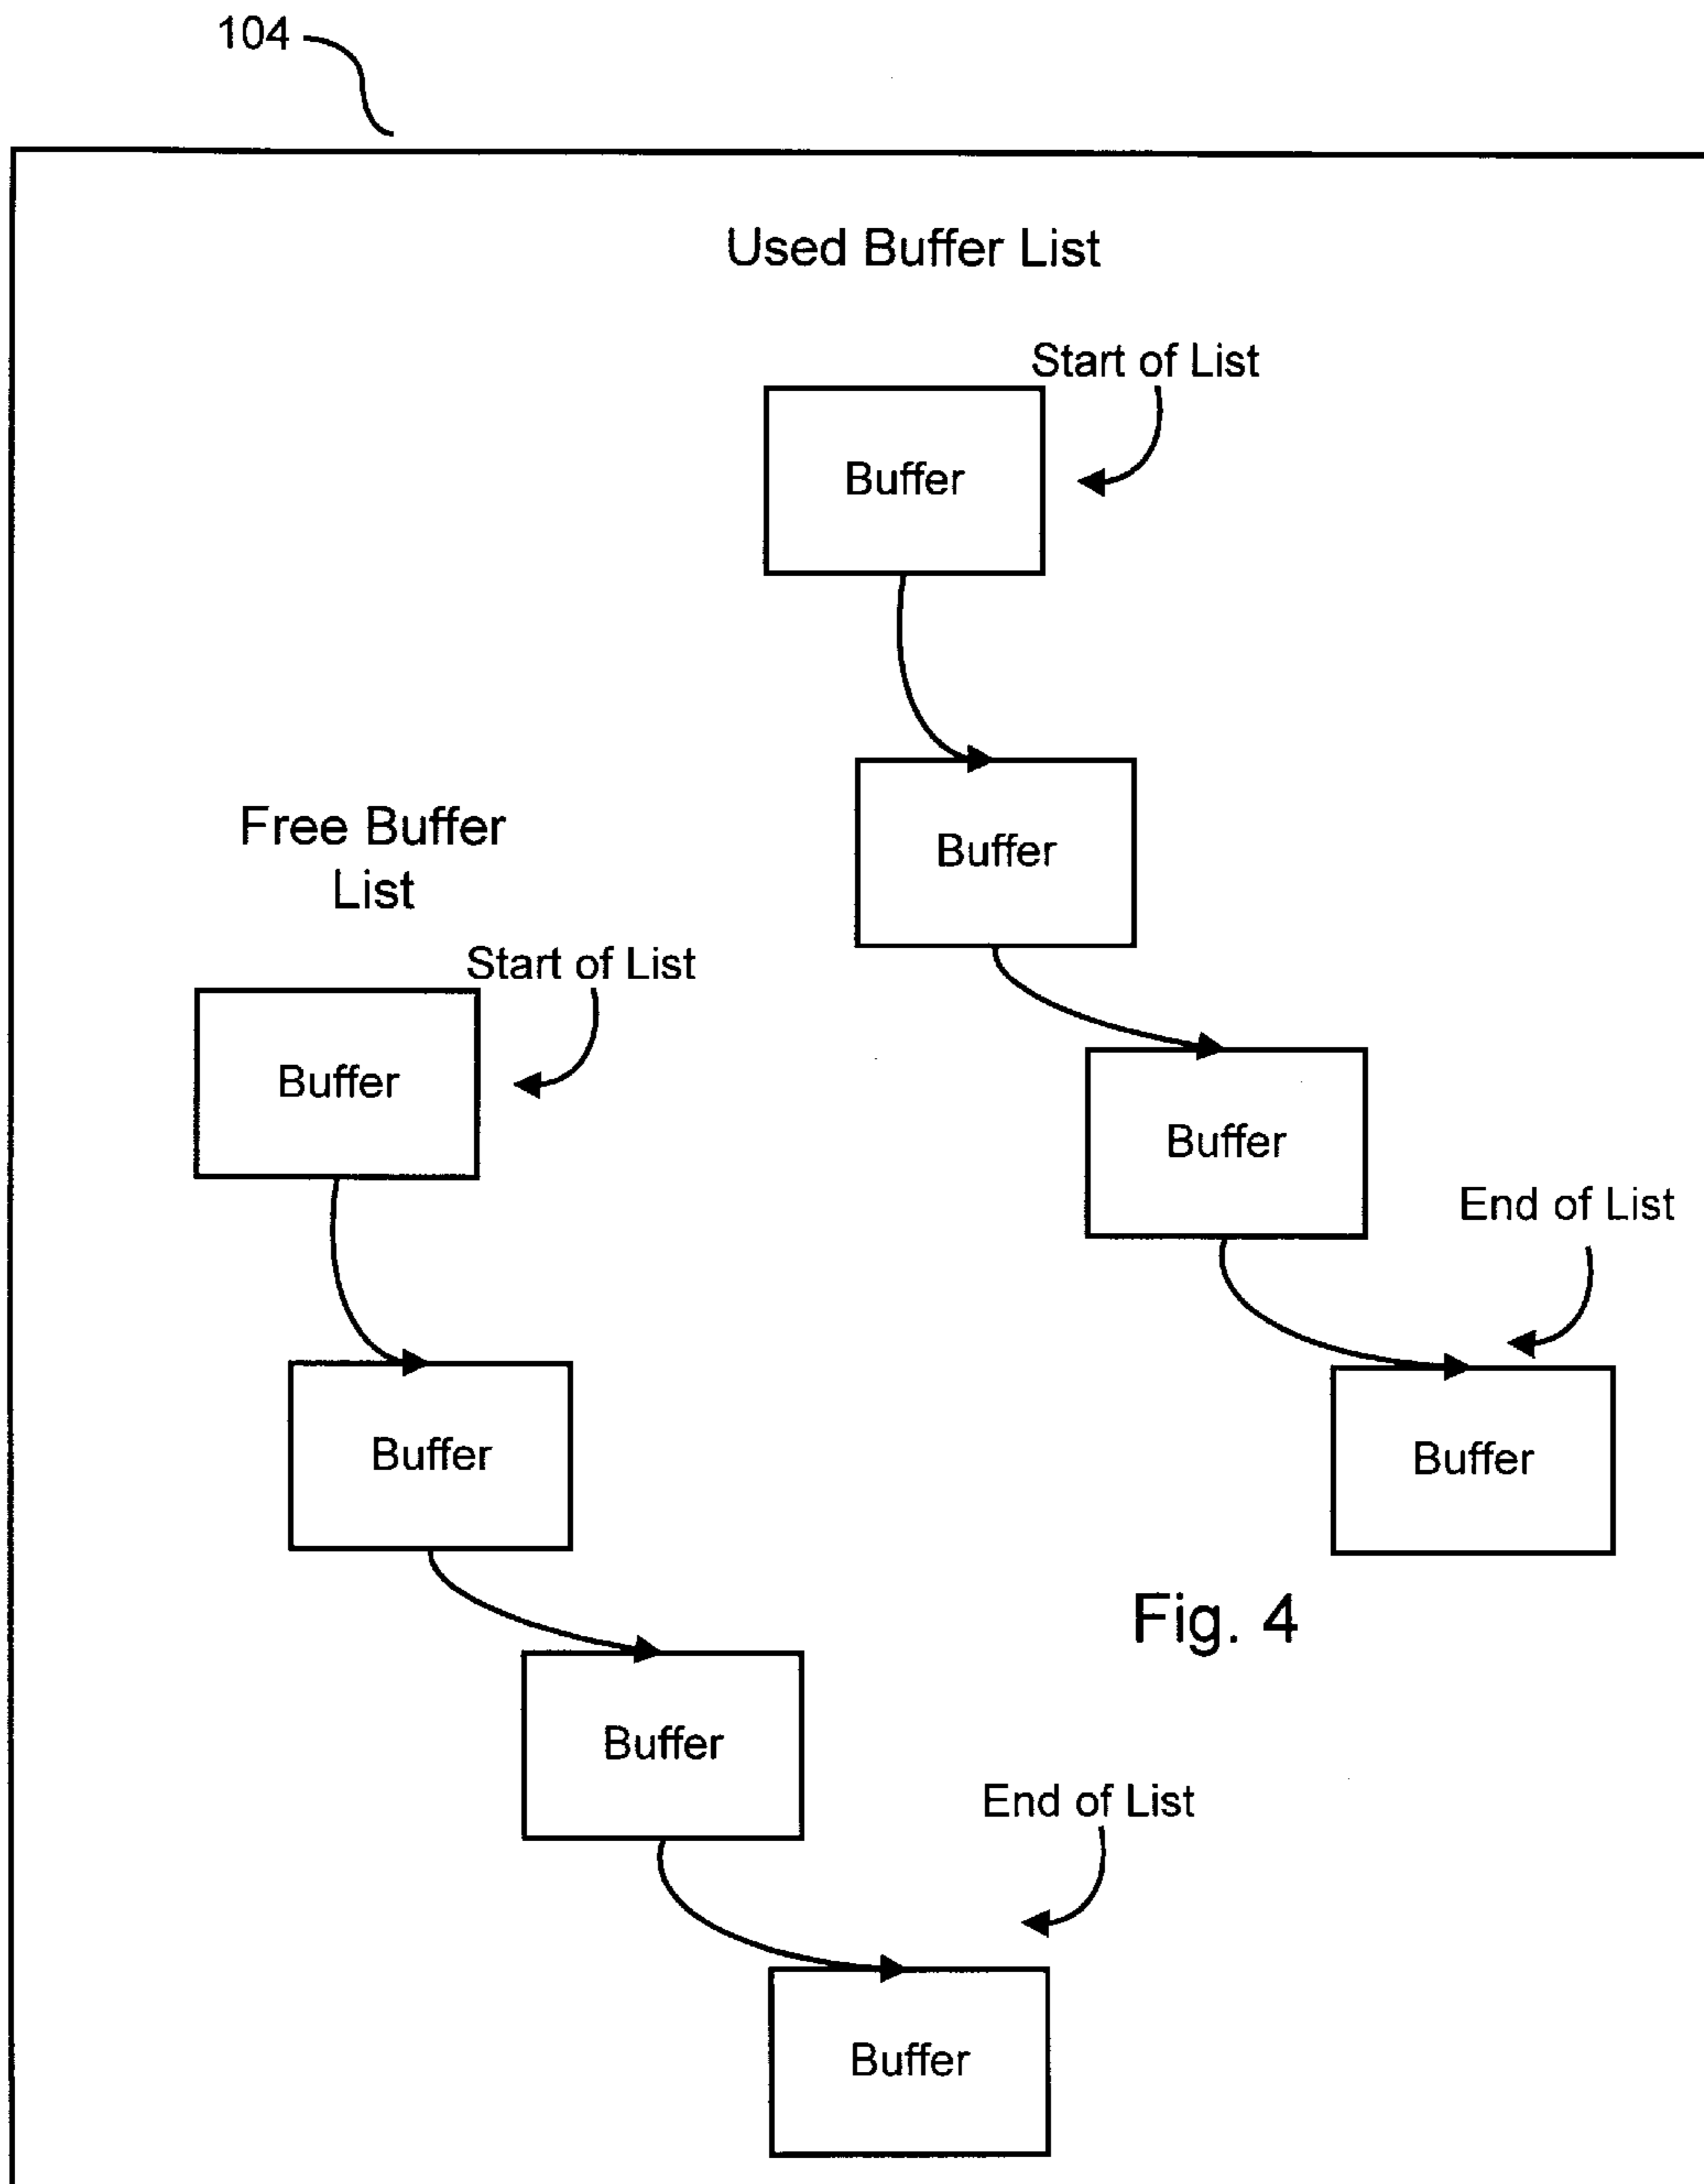 104
Used Buffer List
Start of List
Buffer
Buffer
Free Buffer
List
Start of List
Buffer
Buffer
End of List
Buffer
Buffer
Fig. 4
Buffer
End of List
Buffer